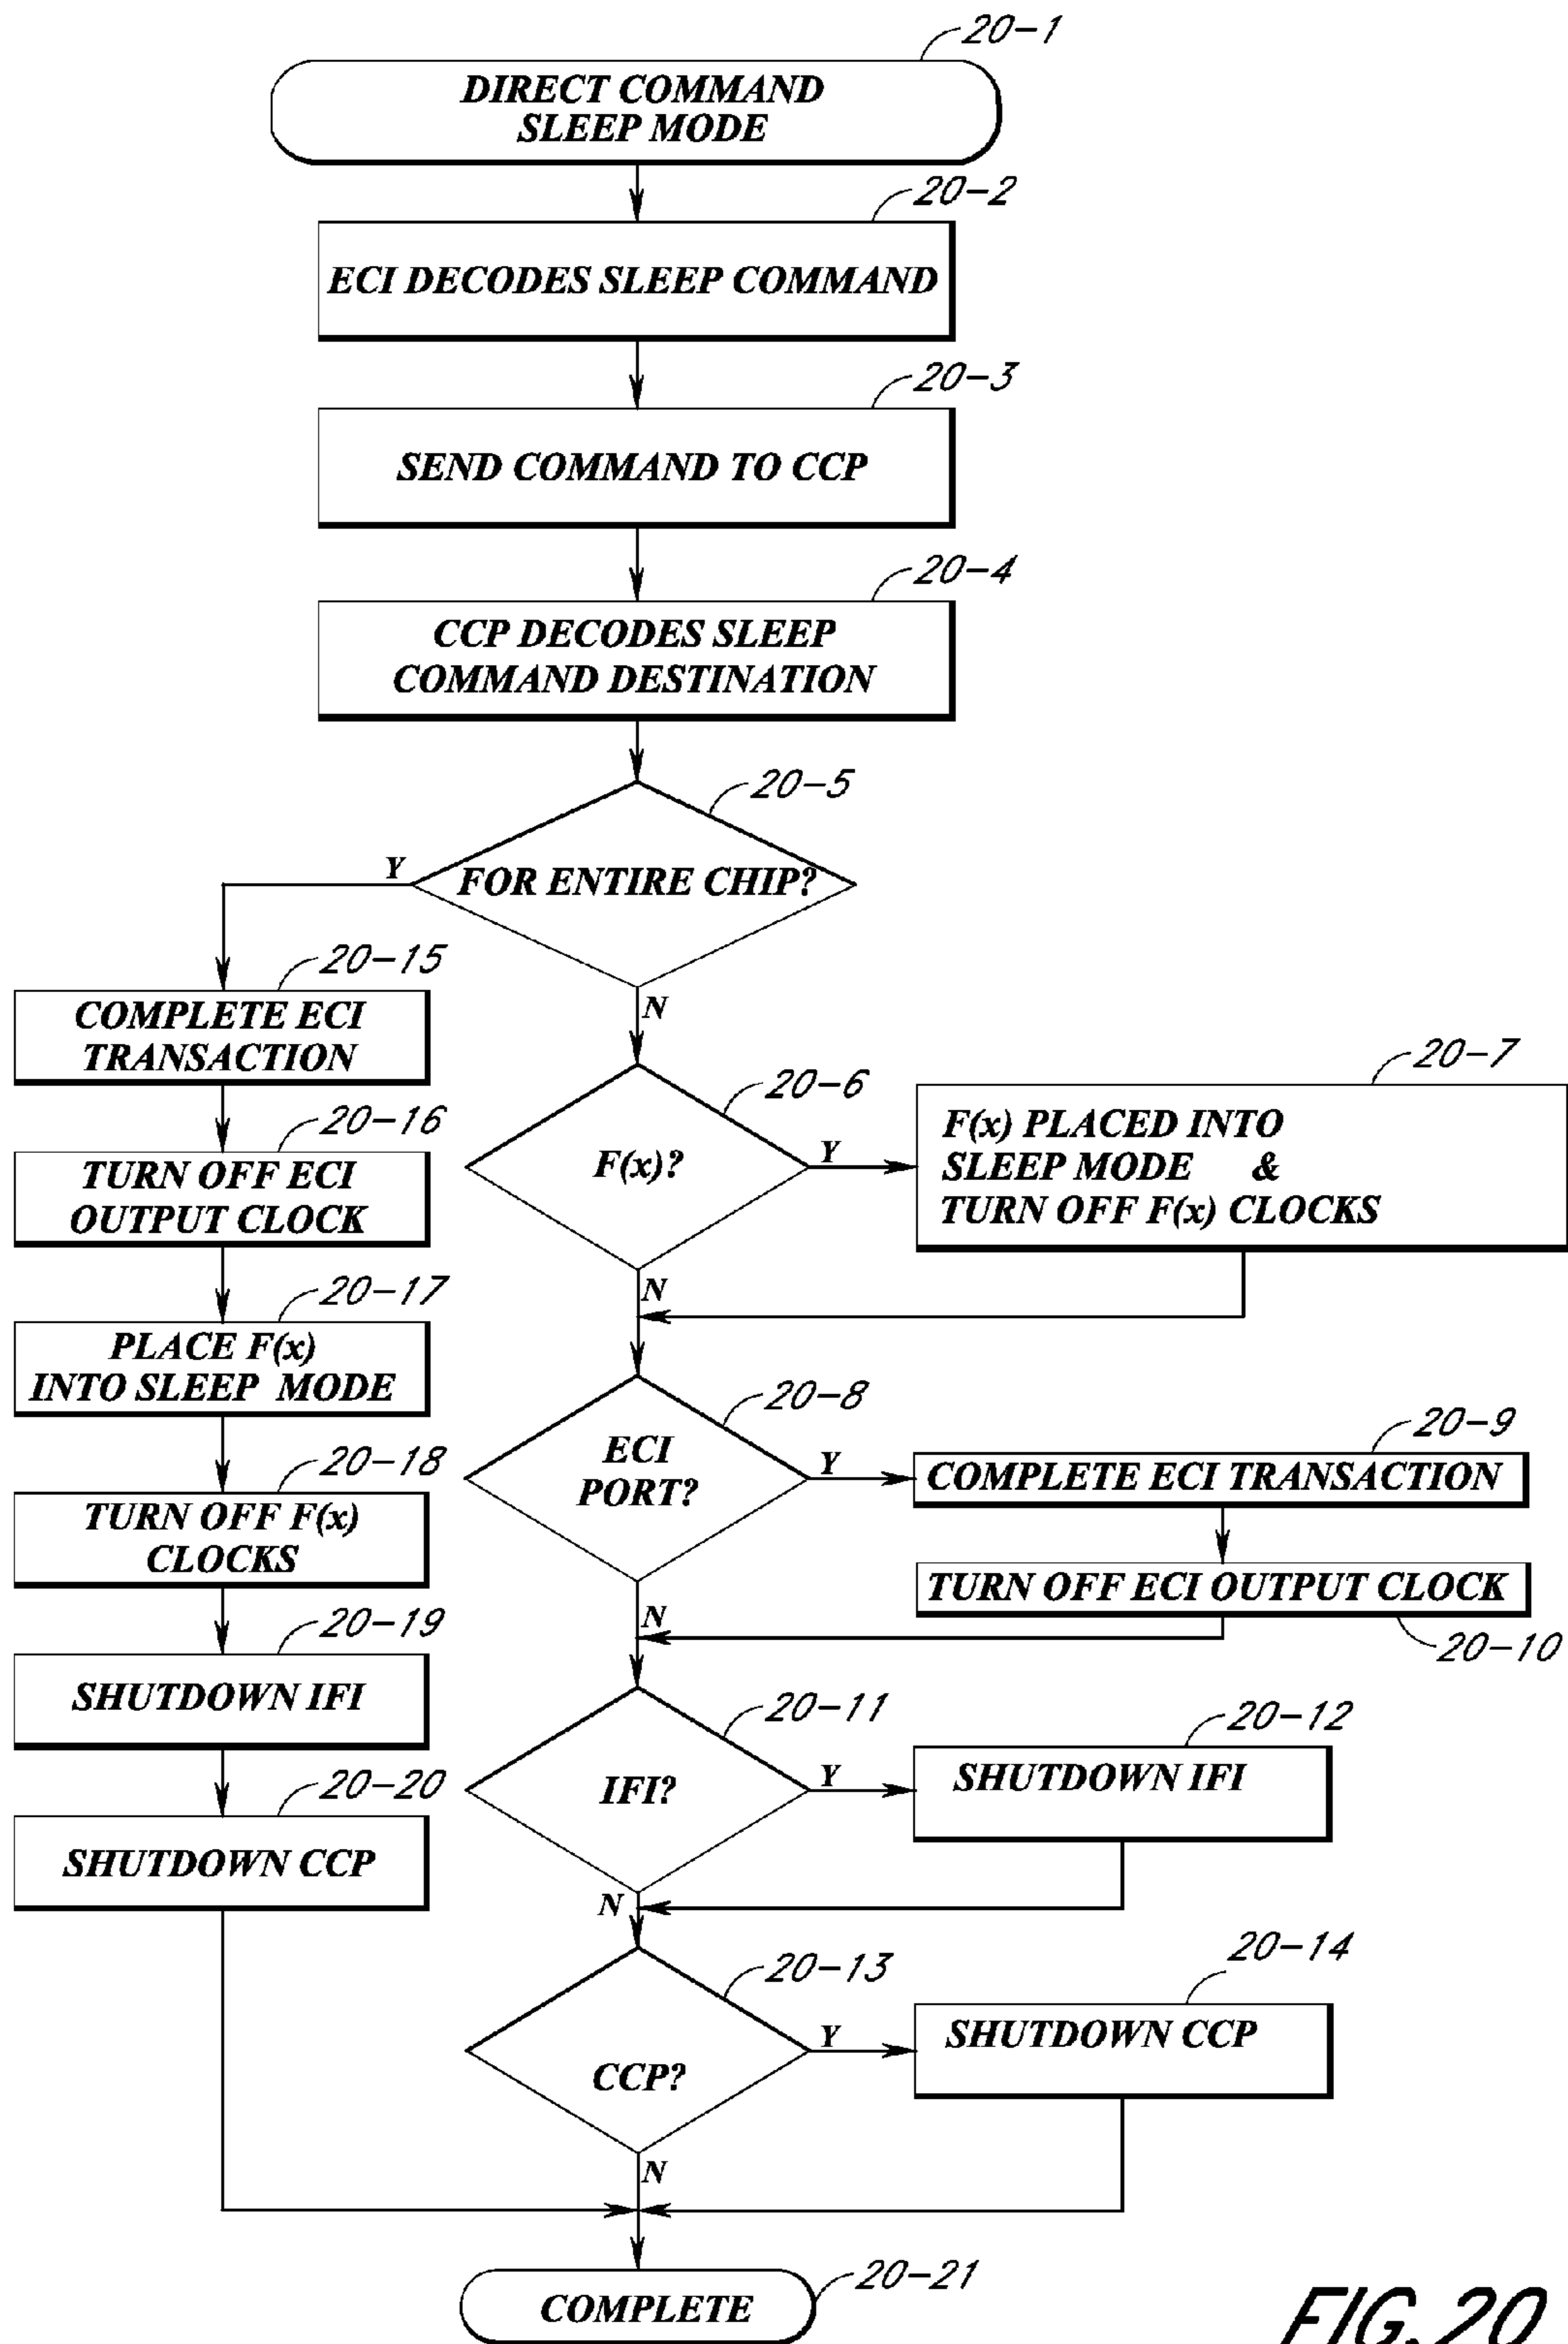 20-1
DIRECT COMMAND
SLEEP MODE
20-2
ECI DECODES SLEEP COMMAND
20-3
SEND COMMAND TO CCP
20-4
CCP DECODES SLEEP
COMMAND DESTINATION
20-5
Y
FOR ENTIRE CHIP?
N
20-15
COMPLETE ECI
TRANSACTION
20-16
TURN OFF ECI
OUTPUT CLOCK
20-17
PLACE F(x)
INTO SLEEP MODE
20-18
TURN OFF F(x)
CLOCKS
20-19
SHUTDOWN IFI
20-20
SHUTDOWN CCP
20-6
F(x)?
Y
N
20-7
F(x) PLACED INTO
SLEEP MODE &
TURN OFF F(x) CLOCKS
20-8
ECI
PORT?
Y
N
20-9
COMPLETE ECI TRANSACTION
TURN OFF ECI OUTPUT CLOCK
20-10
20-11
IFI?
Y
N
20-12
SHUTDOWN IFI
20-13
CCP?
Y
N
20-14
SHUTDOWN CCP
20-21
COMPLETE
FIG.20